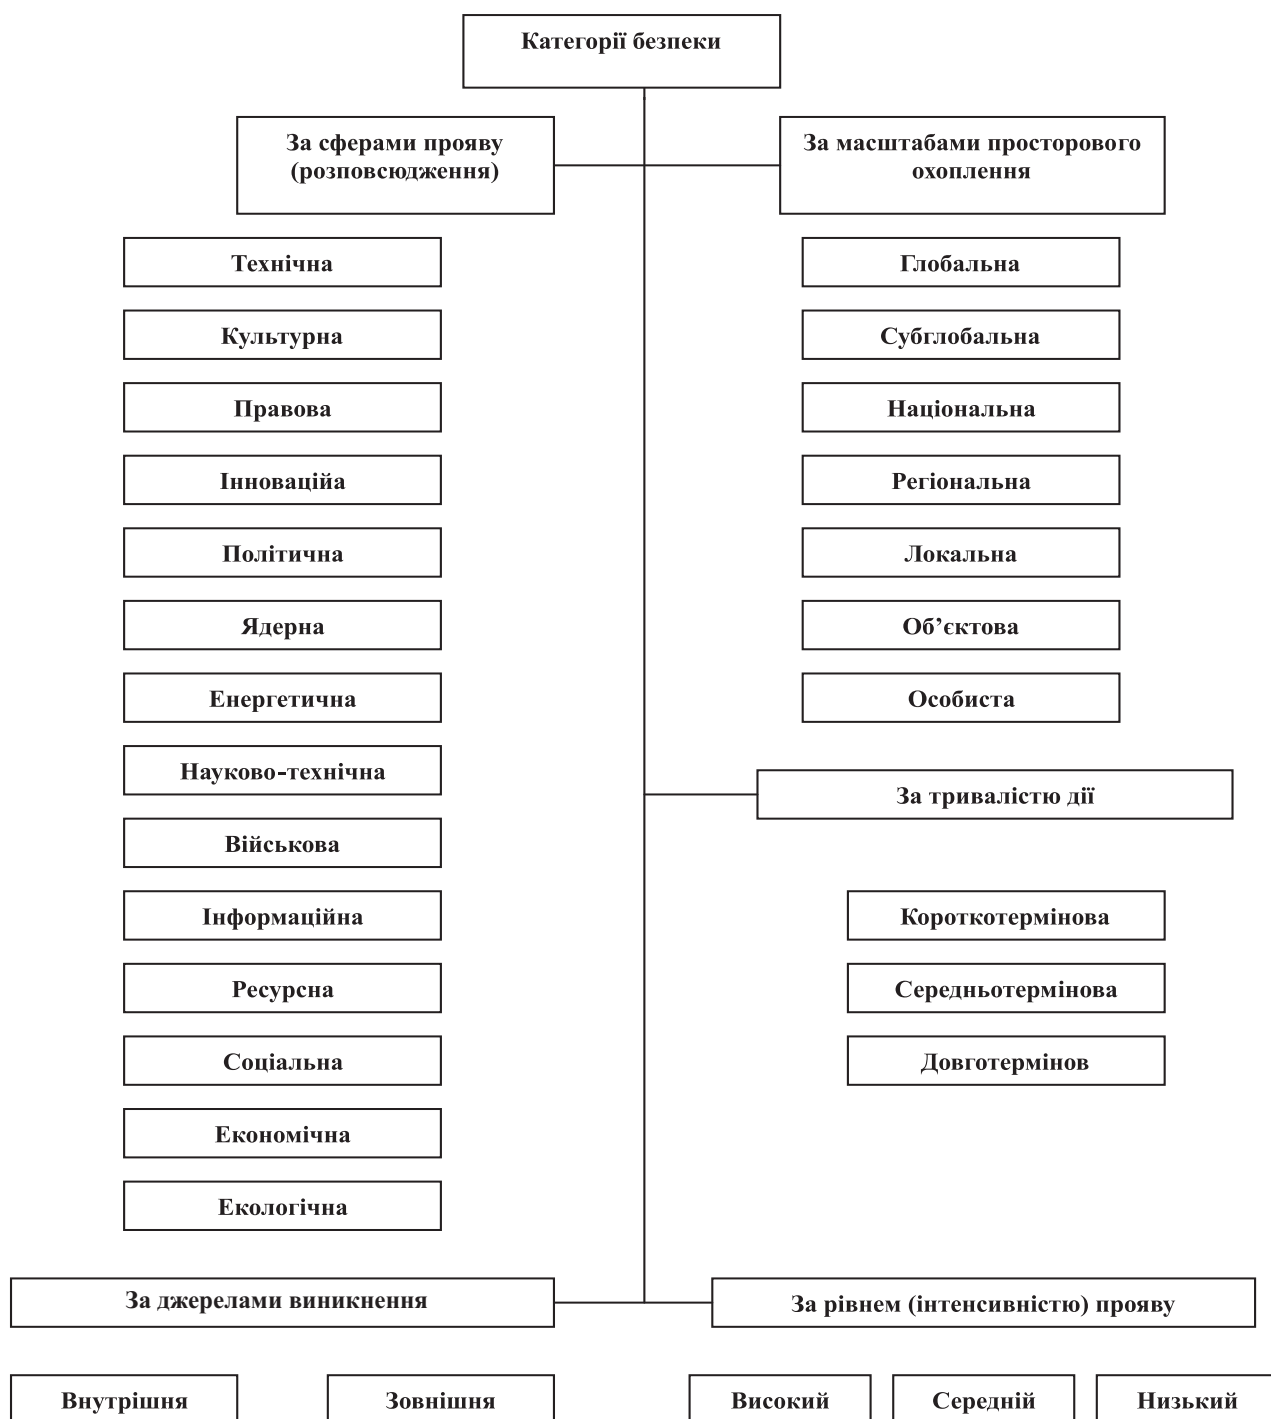 Категорії безпеки
За сферами прояву
(розповсюдження)
За масштабами просторового
охоплення
Технічна
Культурна
Правова
Інноваційа
Політична
Ядерна
Енергетична
Науково-технічна
Військова
Інформаційна
Ресурсна
Соціальна
Економічна
Екологічна
Глобальна
Субглобальна
Національна
Регіональна
Локальна
Об’єктова
Особиста
За тривалістю дії
Короткотермінова
Середньотермінова
Довготермінов
За джерелами виникнення
За рівнем (інтенсивністю) прояву
Внутрішня
Зовнішня
Високий
Середній
Низький